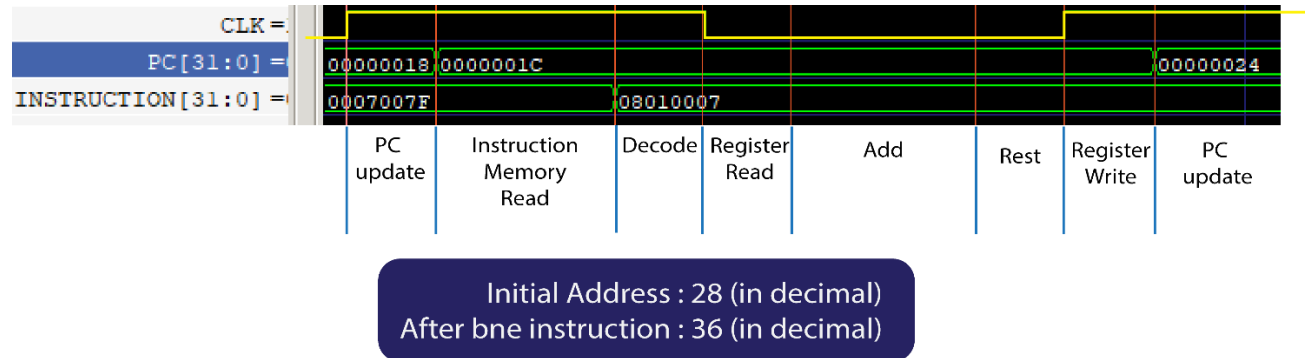 CLK =
PC[31:0] =
00000018 0000001C 00000024
INSTRUCTION[31:0] =
0007007F 08010007
PC update
Instruction Memory Read
Decode
Register Read
Add
Rest
Register Write
PC update
Initial Address : 28 (in decimal)
After bne instruction : 36 (in decimal)